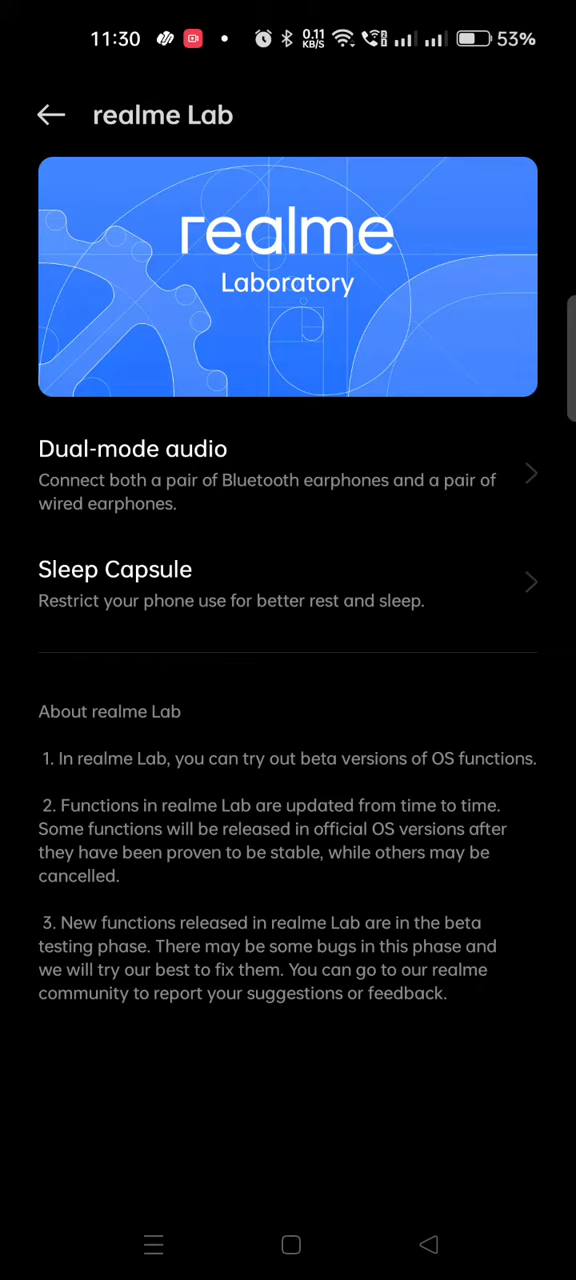 11:30
0.11
KB/S
53%
realme Lab
realme
Laboratory
Dual-mode audio
Connect both a pair of Bluetooth earphones and a pair of
wired earphones.
Sleep Capsule
Restrict your phone use for better rest and sleep.
About realme Lab
1. In realme Lab, you can try out beta versions of OS functions.
2. Functions in realme Lab are updated from time to time.
Some functions will be released in official OS versions after
they have been proven to be stable, while others may be
cancelled.
3. New functions released in realme Lab are in the beta
testing phase. There may be some bugs in this phase and
we will try our best to fix them. You can go to our realme
community to report your suggestions or feedback.